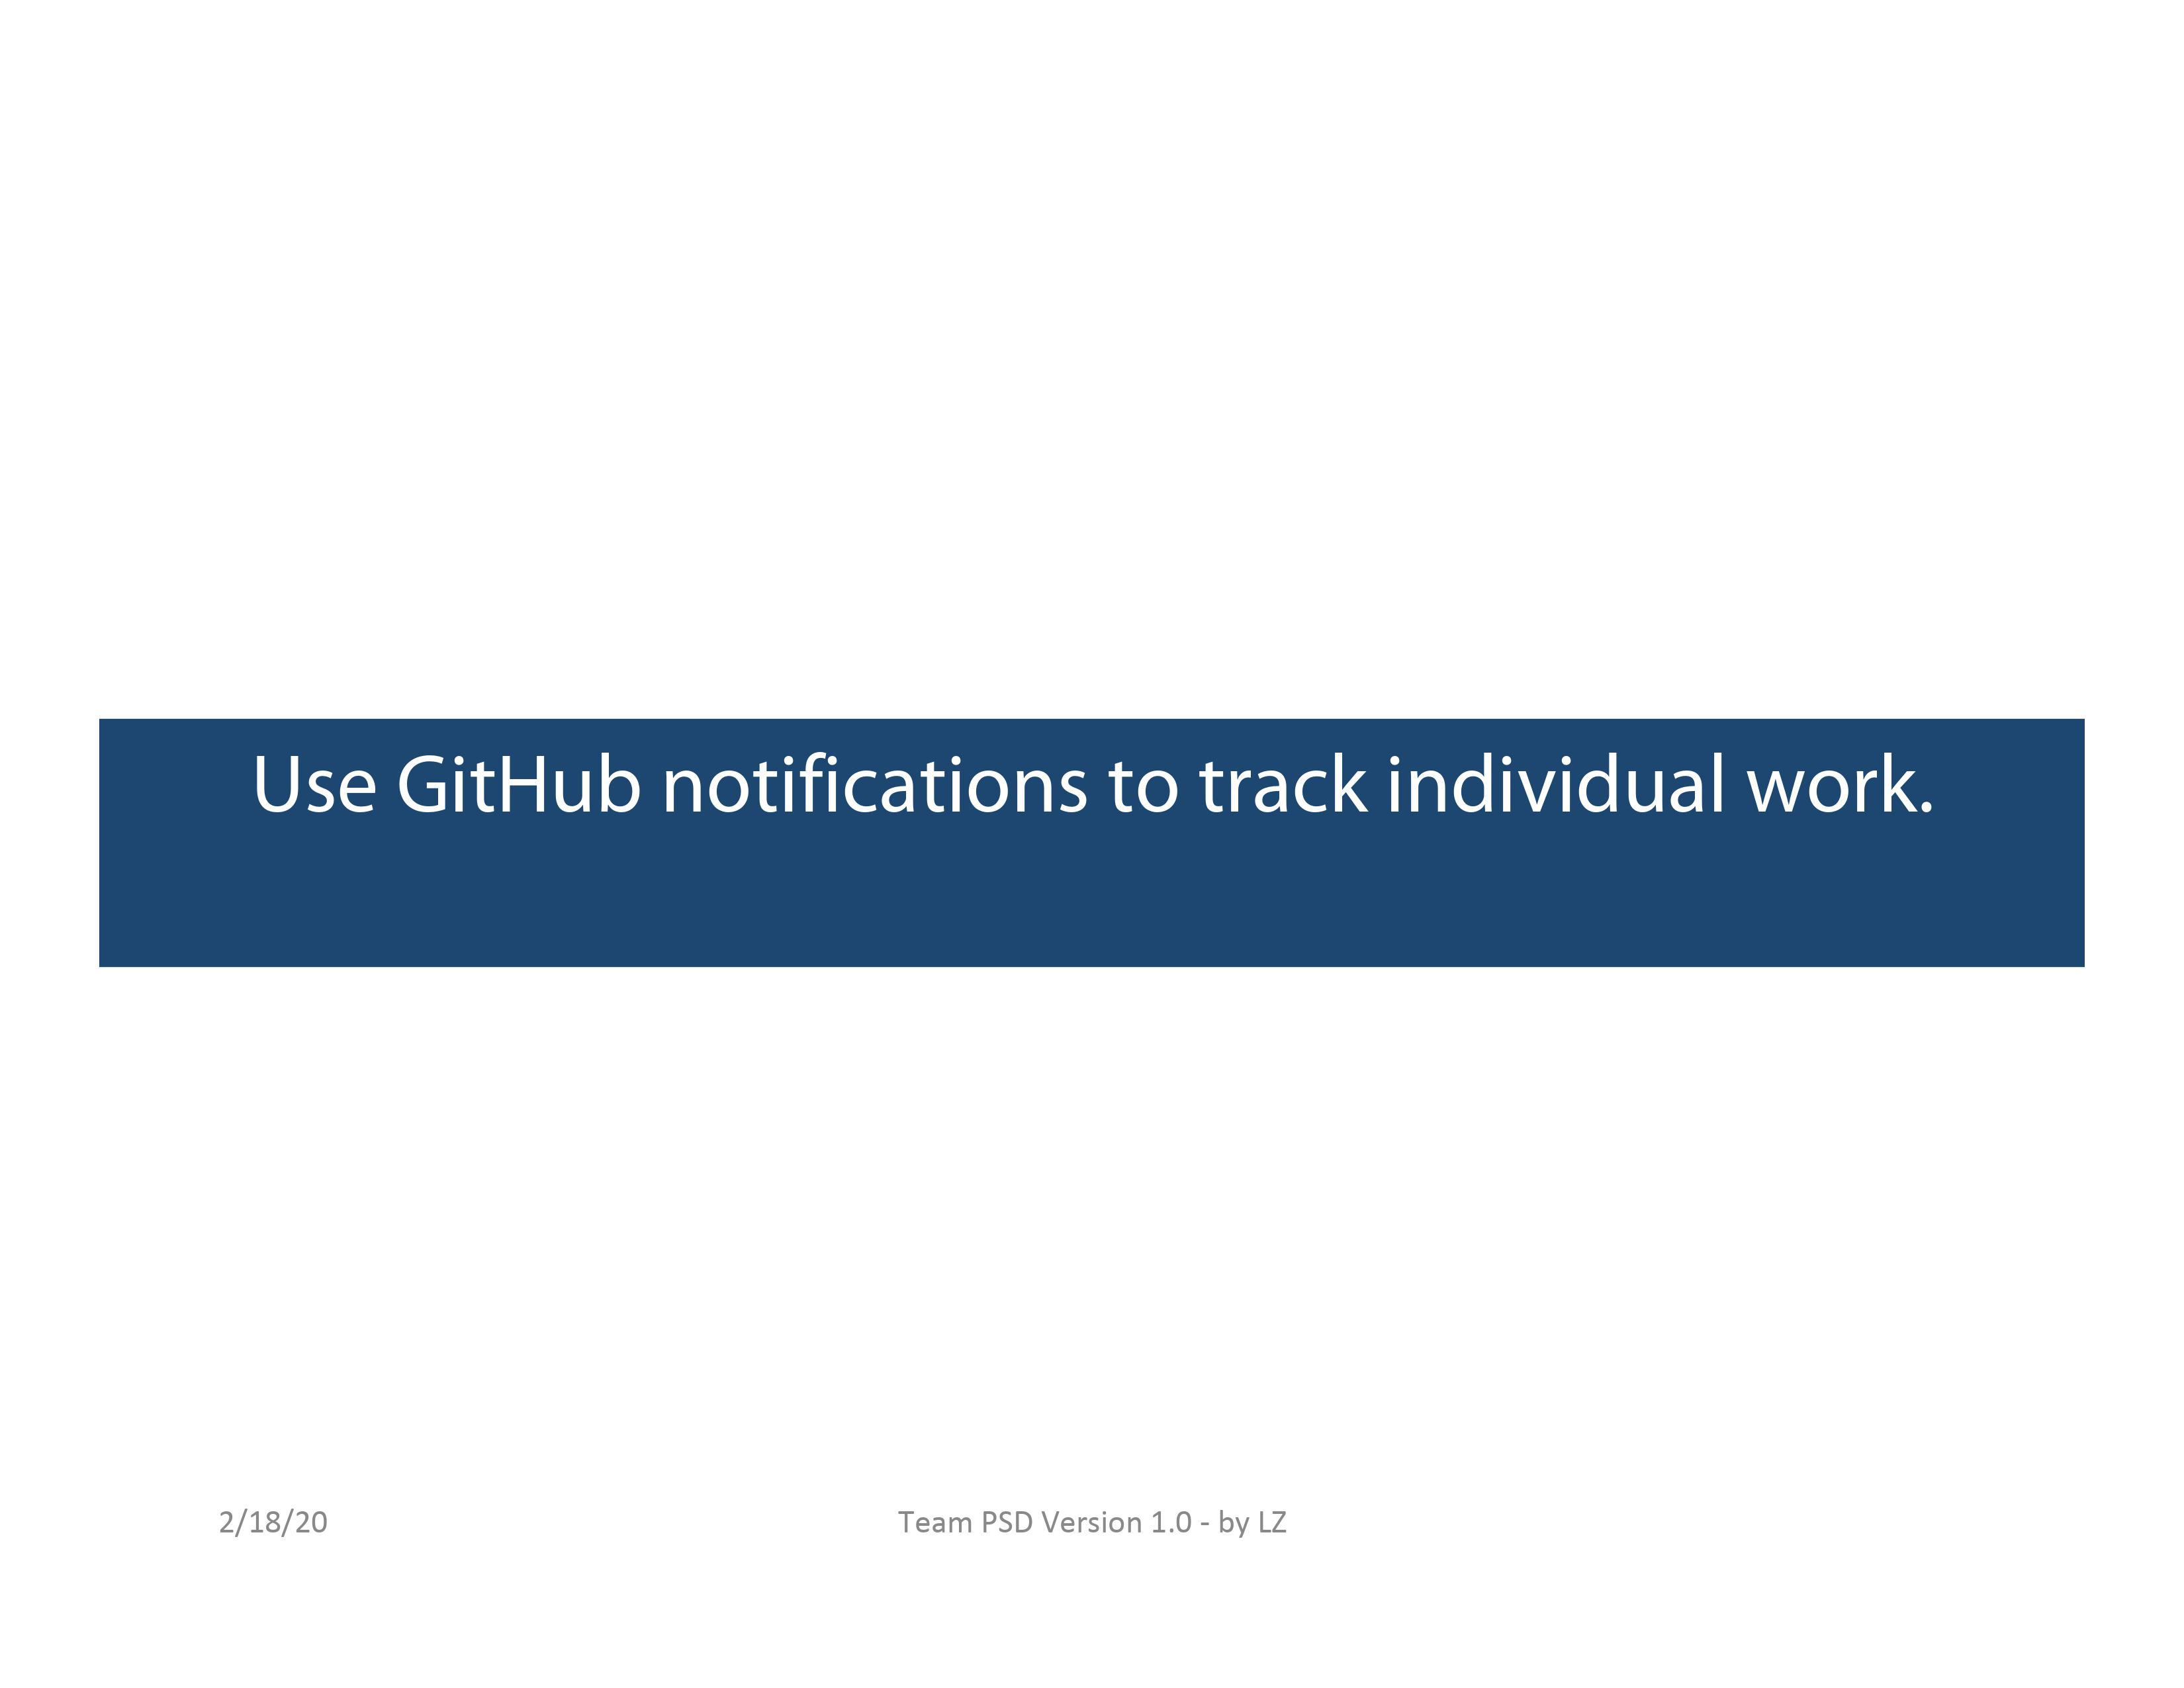 Use GitHub notifications to track individual work.
2/18/20
Team PSD Version 1.0 - by LZ